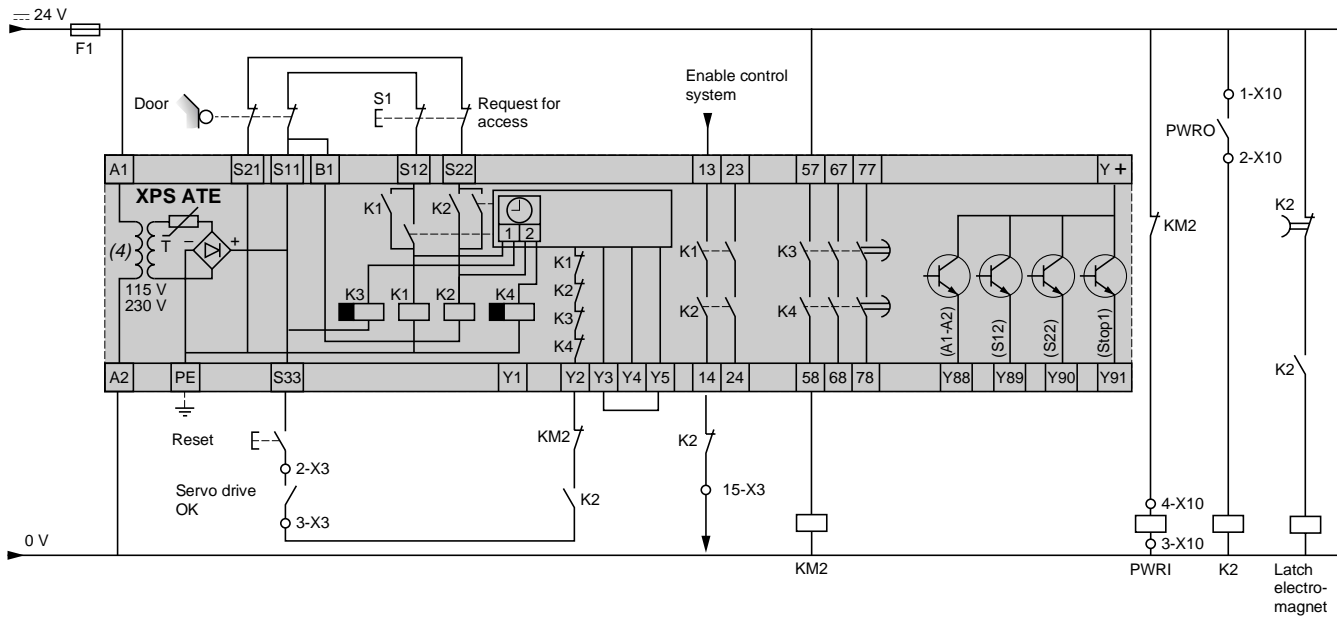 24 V
F1
Door
S1
Request for
access
Enable control
system
1-X10
PWRO
2-X10
A1
S21
S11
B1
S12
S22
13
23
57
67
77
Y +
XPS ATE
(4)
T
–
+
115 V
230 V
K1
K2
1
2
K3
K1
K2
K4
K1
K2
K3
K4
K1
K2
K3
K4
(A1-A2)
(S12)
(S22)
(Stop1)
KM2
K2
K2
A2
PE
S33
Y1
Y2
Y3
Y4
Y5
14
24
58
68
78
Y88
Y89
Y90
Y91
Reset
2-X3
Servo drive
OK
3-X3
KM2
K2
K2
15-X3
4-X10
3-X10
0 V
KM2
PWRI
K2
Latch
electro-
magnet